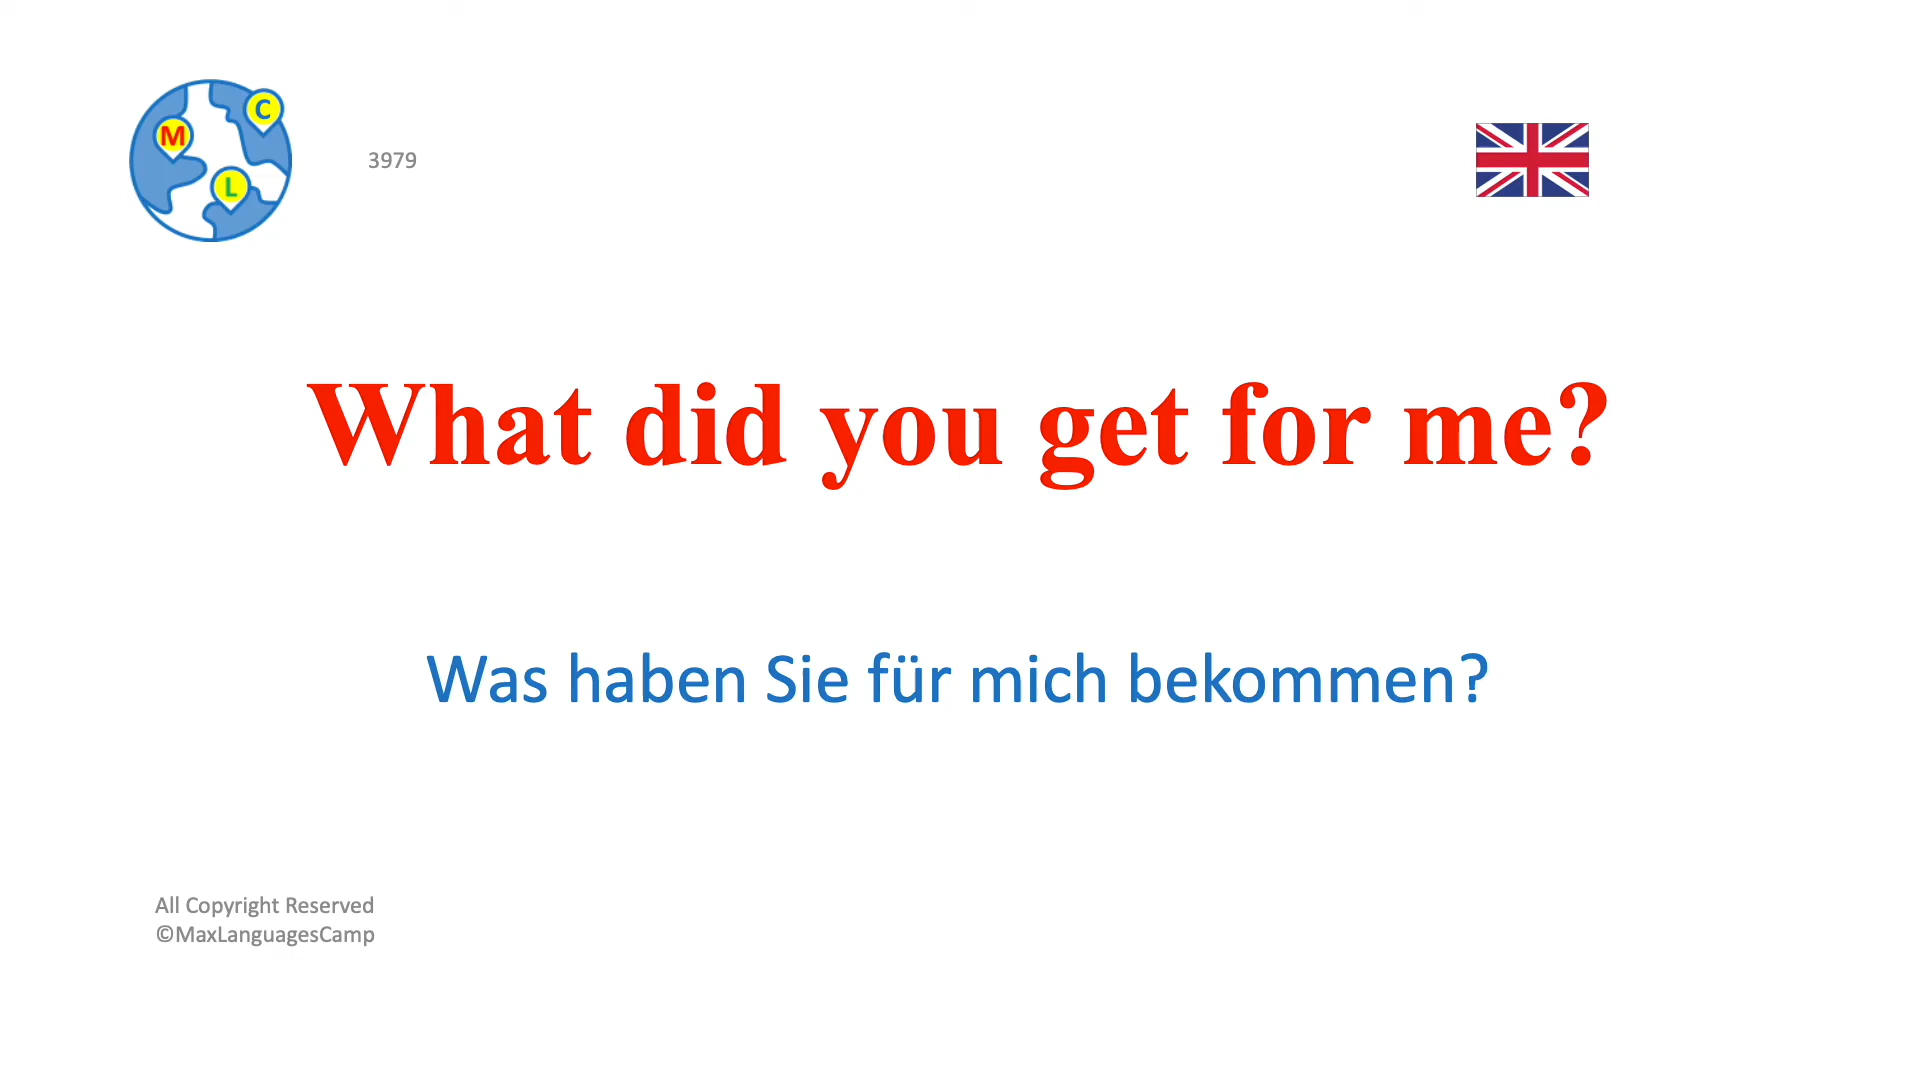 C
M
L
3979
What did you get for me?
Was haben Sie für mich bekommen?
All Copyright Reserved
©MaxLanguagesCamp